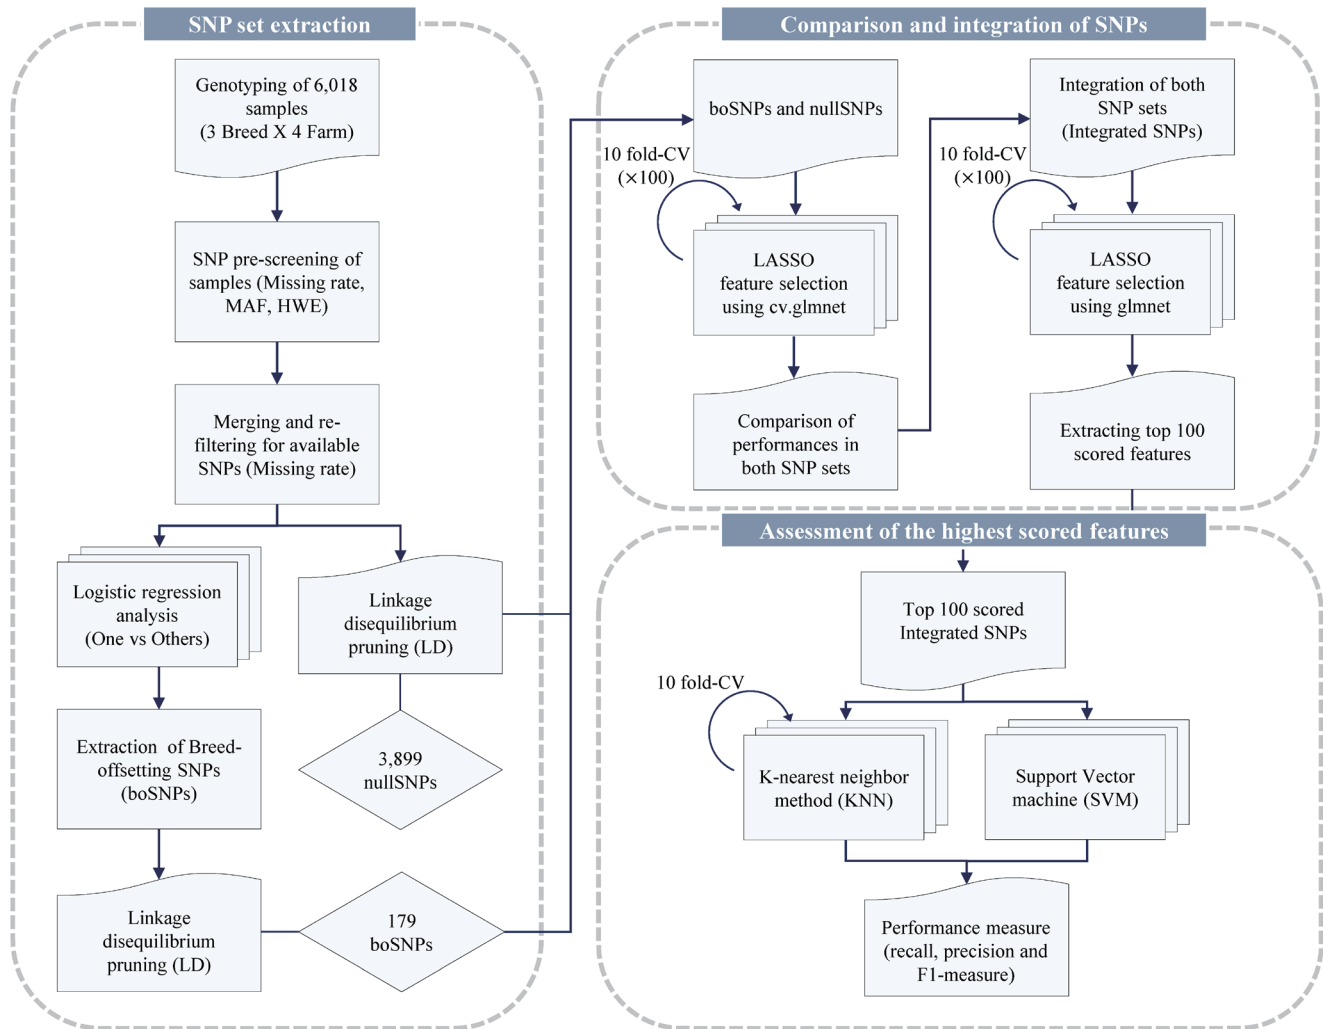 SNP set extraction
Genotyping of 6,018
samples
(3 Breed X 4 Farm)
SNP pre-screening of
samples (Missing rate,
MAF, HWE)
Merging and re-
filtering for available
SNPs (Missing rate)
Logistic regression
analysis
(One vs Others)
Linkage
disequilibrium
pruning (LD)
Extraction of Breed-
offsetting SNPs
(boSNPs)
3,899
nullSNPs
Linkage
disequilibrium
pruning (LD)
179
boSNPs
Comparison and integration of SNPs
boSNPs and nullSNPs
10 fold-CV
(×100)
LASSO
feature selection
using cv.glmnet
Comparison of
performances in
both SNP sets
Integration of both
SNP sets
(Integrated SNPs)
10 fold-CV
(×100)
LASSO
feature selection
using glmnet
Extracting top 100
scored features
Assessment of the highest scored features
Top 100 scored
Integrated SNPs
10 fold-CV
K-nearest neighbor
method (KNN)
Support Vector
machine (SVM)
Performance measure
(recall, precision and
F1-measure)